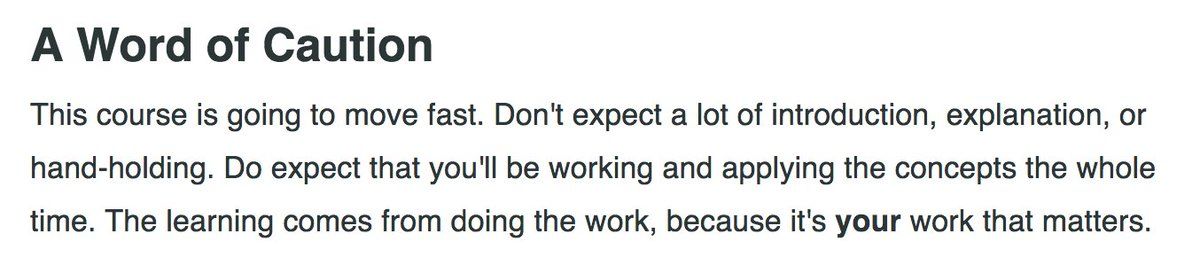 A Word of Caution
This course is going to move fast. Don't expect a lot of introduction, explanation, or
hand-holding. Do expect that you'll be working and applying the concepts the whole
time. The learning comes from doing the work, because it's your work that matters.